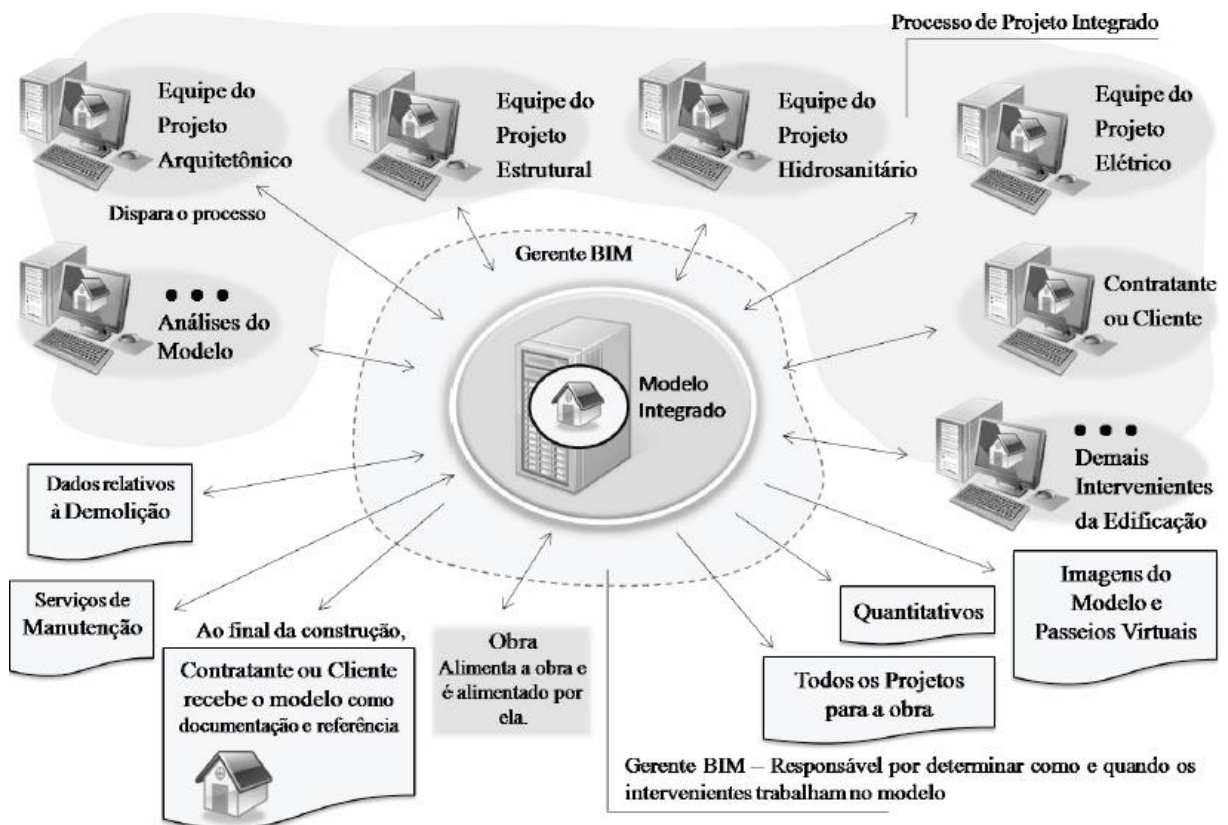 Processo de Projeto Integrado
Equipe do
Projeto
Arquitetônico
Equipe do
Projeto
Estrutural
Equipe do
Projeto
Hidrosanitário
Equipe do
Projeto
Elétrico
Dispara o processo
Gerente BIM
Análises do
Modelo
Contratante
ou Cliente
Modelo
Integrado
Demais
Intervenientes
da Edificação
Dados relativos
à Demolição
Serviços de
Manutenção
Ao final da construção,
Contratante ou Cliente
recebe o modelo como
documentação e referência
Obra
Alimenta a obra e
é alimentado por
ela.
Quantitativos
Imagens do
Modelo e
Passeios Virtuais
Todos os Projetos
para a obra
Gerente BIM – Responsável por determinar como e quando os
intervenientes trabalham no modelo